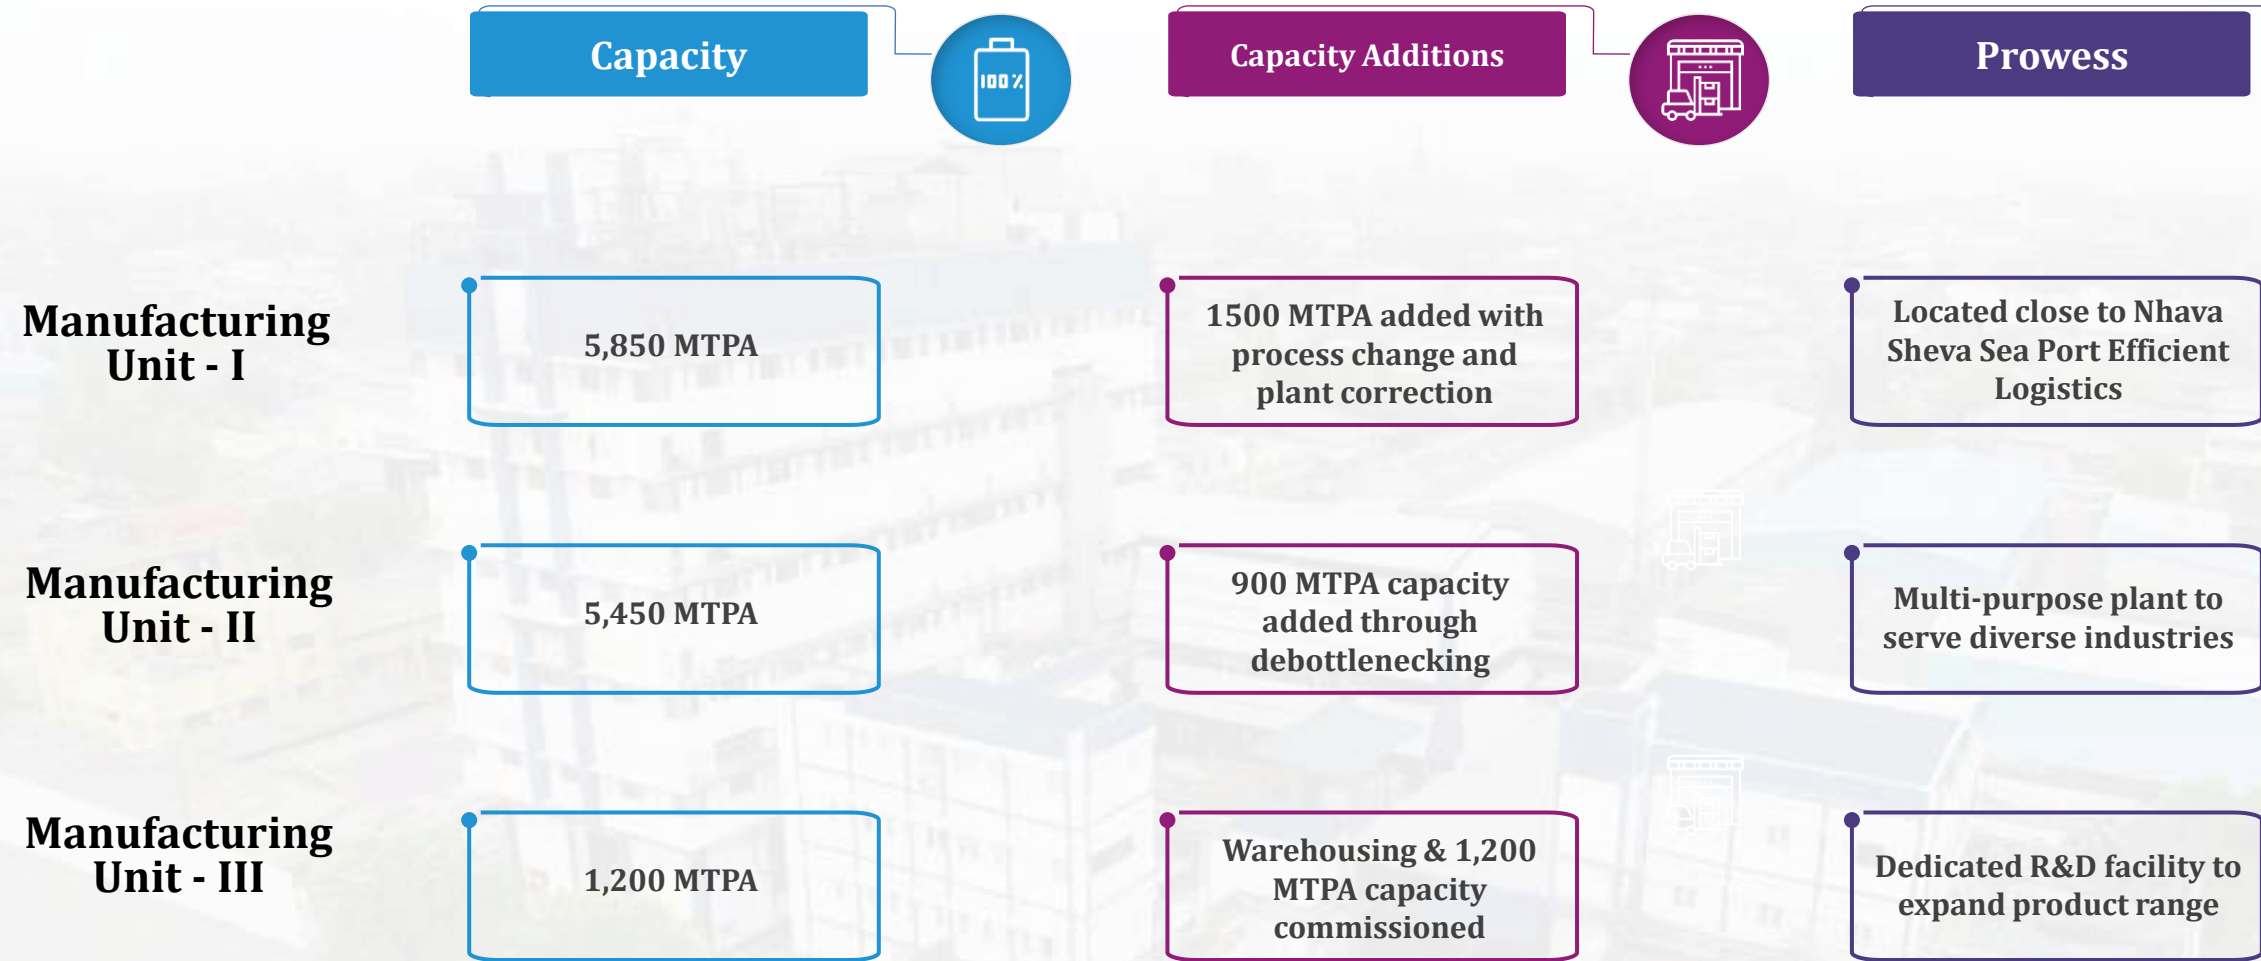 Capacity
100%
Capacity Additions
Prowess
Manufacturing
Unit - I
5,850 MTPA
1500 MTPA added with
process change and
plant correction
Located close to Nhava
Sheva Sea Port Efficient
Logistics
Manufacturing
Unit - II
5,450 MTPA
900 MTPA capacity
added through
debottlenecking
Multi-purpose plant to
serve diverse industries
Manufacturing
Unit - III
1,200 MTPA
Warehousing & 1,200
MTPA capacity
commissioned
Dedicated R&D facility to
expand product range